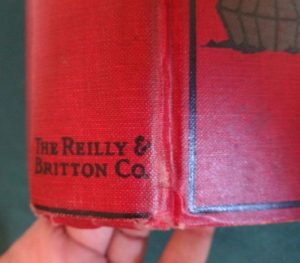 The Reilly &
Britton Co.